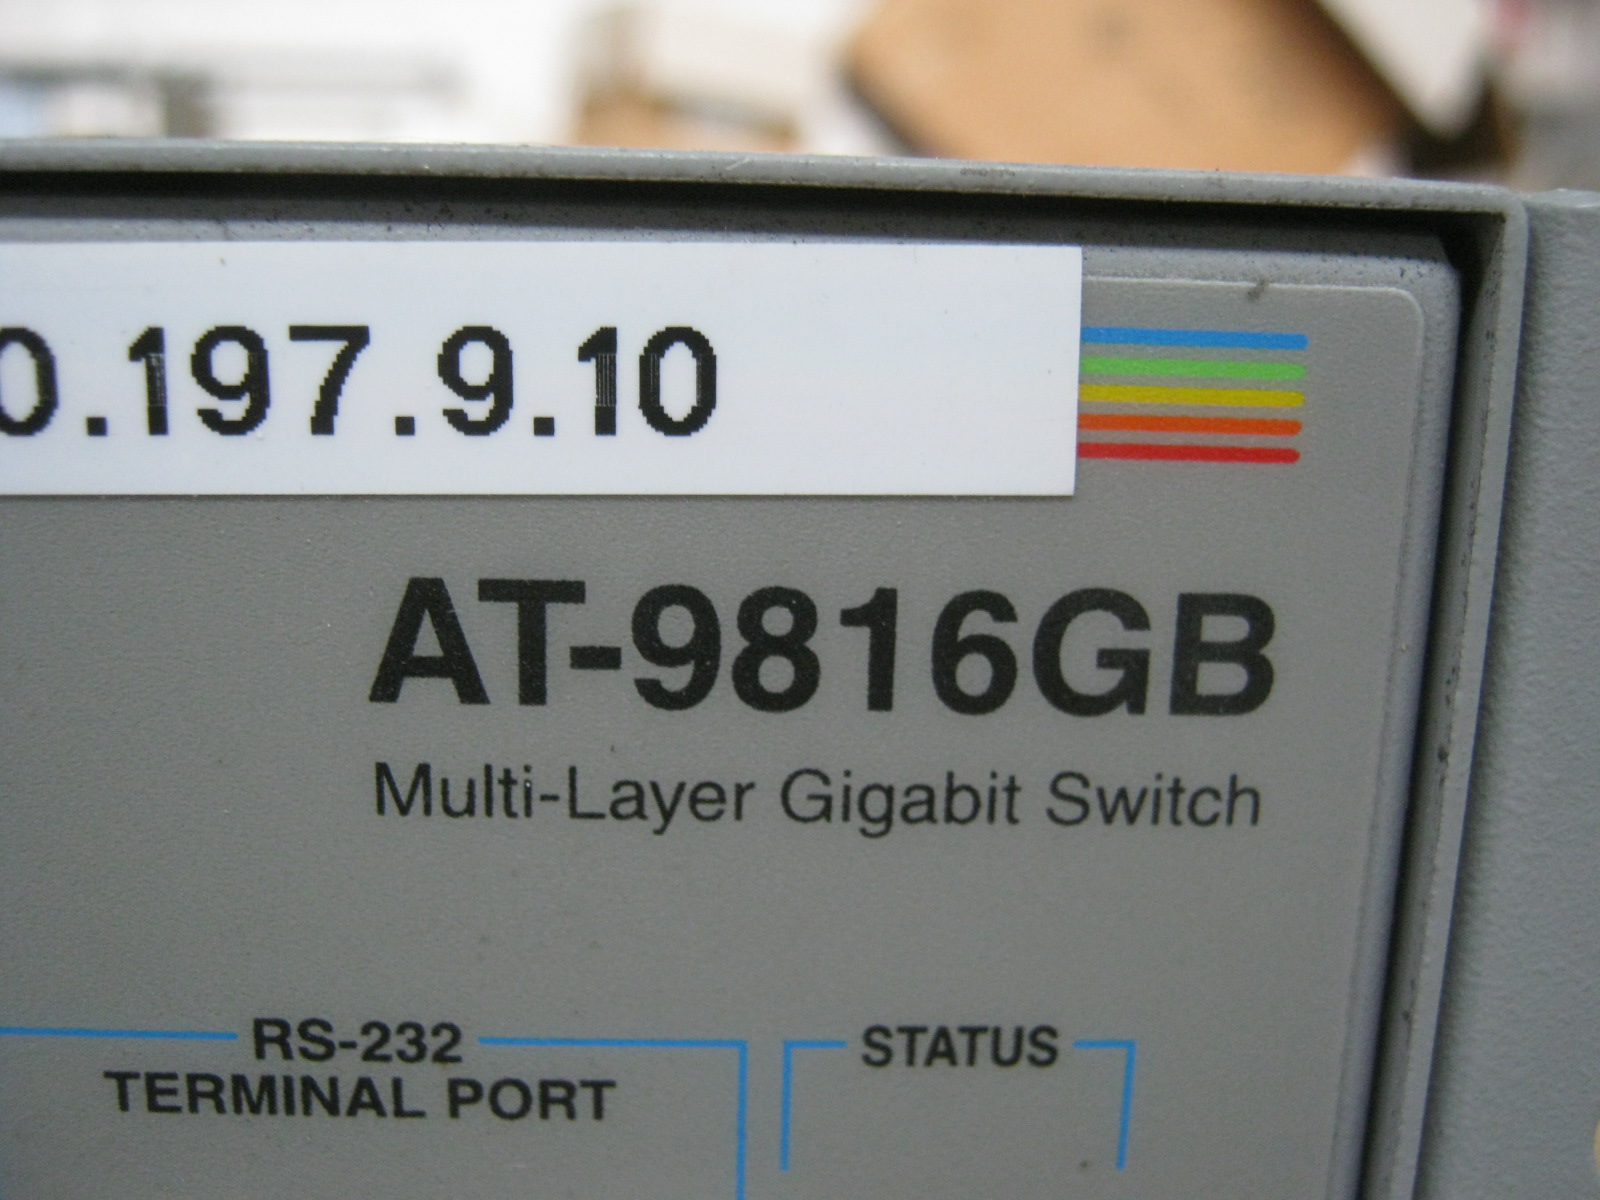 0.197.9.10
AT-9816GB
Multi-Layer Gigabit Switch
RS-232
TERMINAL PORT
STATUS